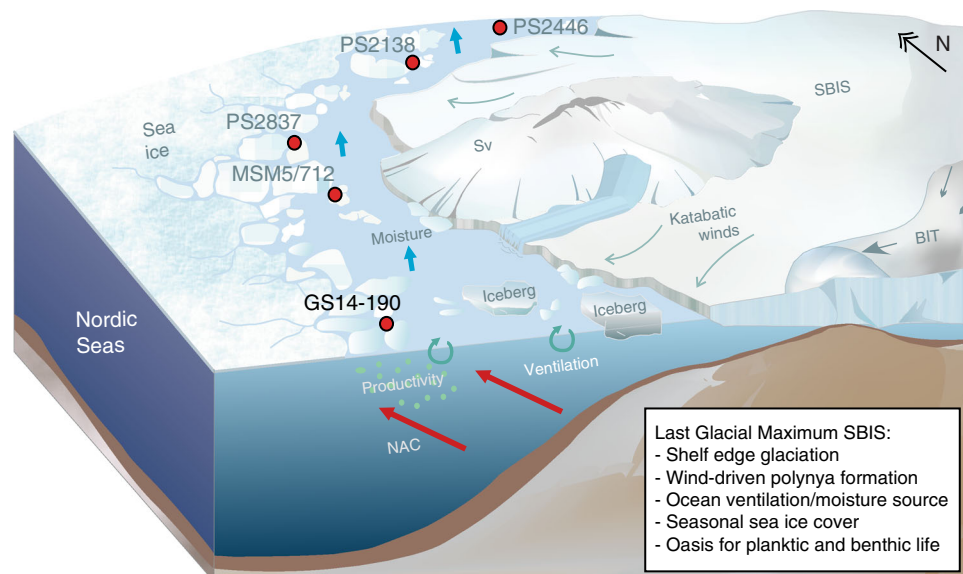 PS2446
PS2138
N
SBIS
Sea
ice
PS2837
Sv
MSM5/712
Katabatic
winds
Moisture
BIT
GS14-190
Iceberg
Iceberg
Nordic
Seas
Productivity
Ventilation
NAC
Last Glacial Maximum SBIS:
- Shelf edge glaciation
- Wind-driven polynya formation
- Ocean ventilation/moisture source
- Seasonal sea ice cover
- Oasis for planktic and benthic life